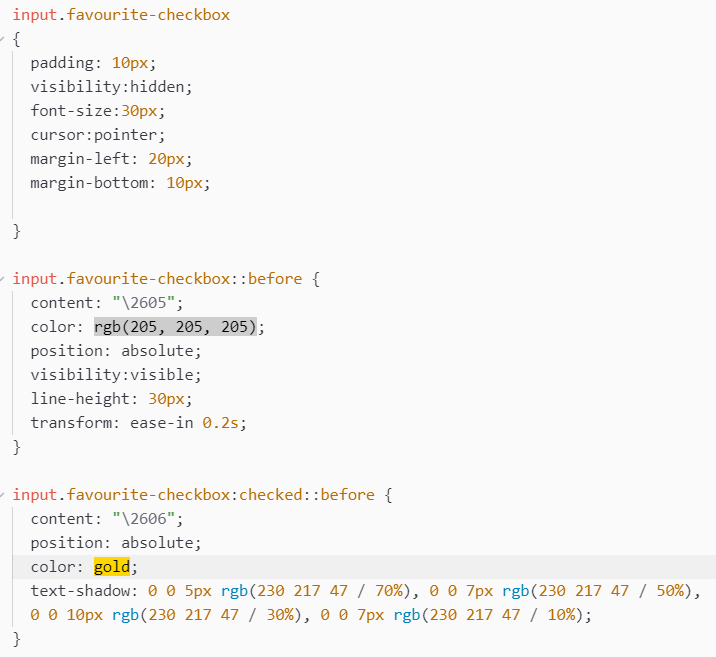 input.favourite-checkbox
{
padding: 10px;
visibility:hidden;
font-size:30px;
cursor:pointer;
margin-left: 20px;
margin-bottom: 10px;
}
input.favourite-checkbox::before {
content: "\2605";
color: rgb(205, 205, 205);
position: absolute;
visibility:visible;
line-height: 30px;
transform: ease-in 0.2s;
}
input.favourite-checkbox:checked::before {
content: "\2606";
position: absolute;
color: gold;
text-shadow: 0 0 5px rgb(230 217 47 / 70%), 0 0 7px rgb(230 217 47 / 50%),
0 0 10px rgb(230 217 47 / 30%), 0 0 7px rgb(230 217 47 / 10%);
}